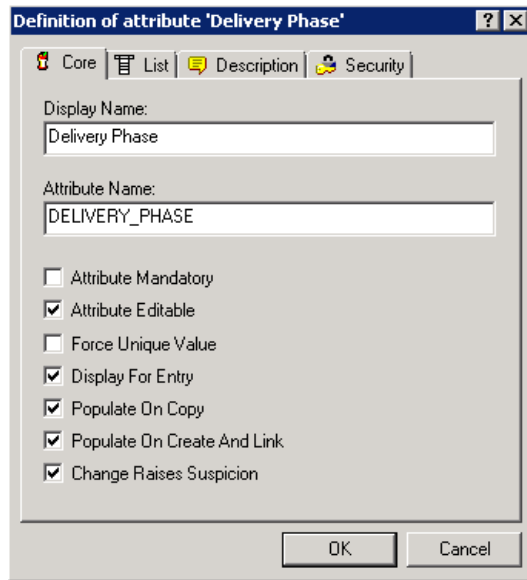 Definition of attribute 'Delivery Phase'
Core List Description Security
Display Name:
Delivery Phase
Attribute Name:
DELIVERY_PHASE
Attribute Mandatory
Attribute Editable
Force Unique Value
Display For Entry
Populate On Copy
Populate On Create And Link
Change Raises Suspicion
OK Cancel